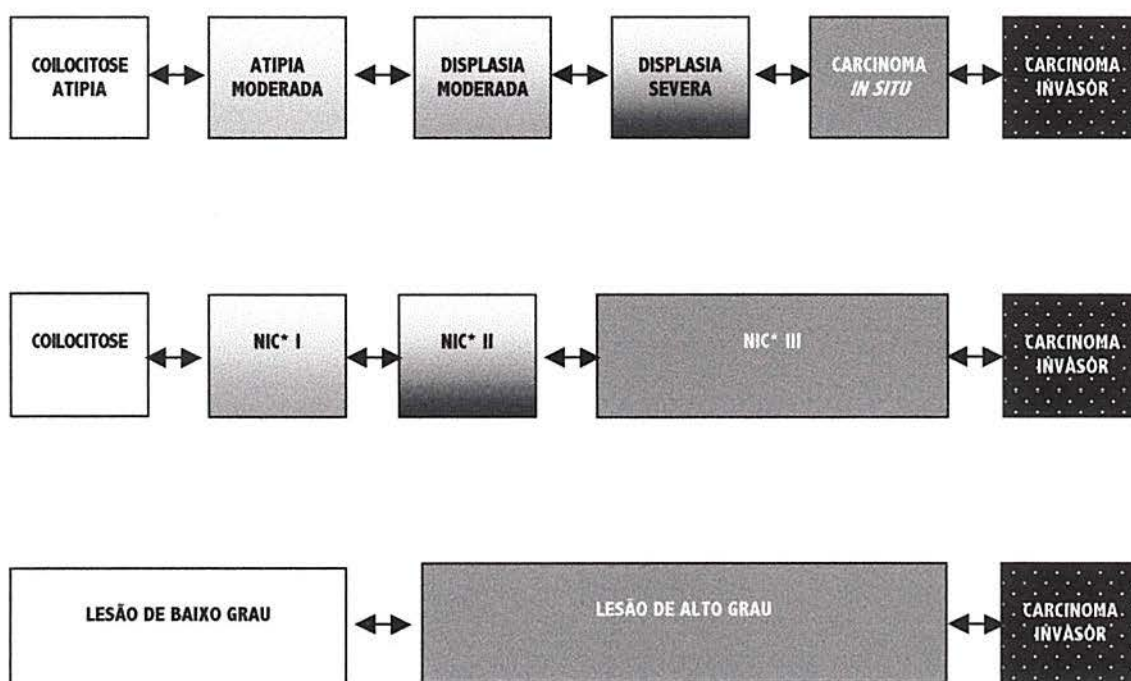 COILOCITOSE
ATIPIA
ATIPIA
MODERADA
DISPLASIA
MODERADA
DISPLASIA
SEVERA
CARCINOMA
IN SITU
CARCINOMA
INVASOR
COILOCITOSE
NIC* I
NIC* II
NIC* III
CARCINOMA
INVASOR
LESÃO DE BAIXO GRAU
LESÃO DE ALTO GRAU
CARCINOMA
INVASOR